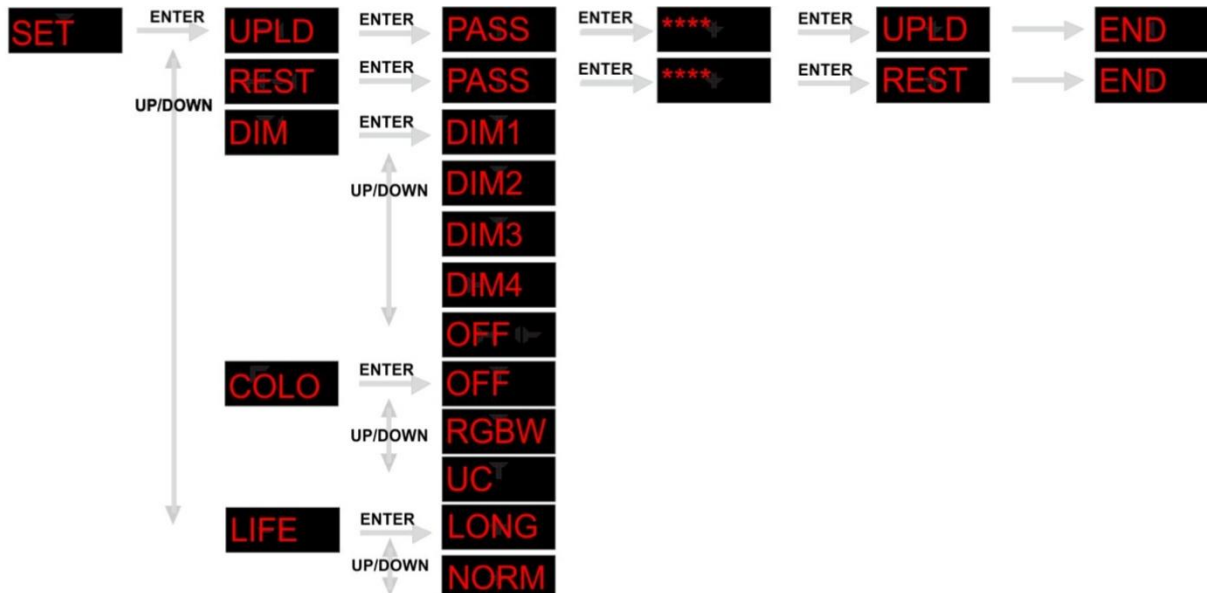 SET ENTER UPLD ENTER PASS ENTER **** ENTER UPLD END
REST ENTER PASS ENTER **** ENTER REST END
UP/DOWN
DIM ENTER DIM1
UP/DOWN DIM2
DIM3
DIM4
OFF
COLO ENTER OFF
UP/DOWN RGBW
UC
LIFE ENTER LONG
UP/DOWN NORM